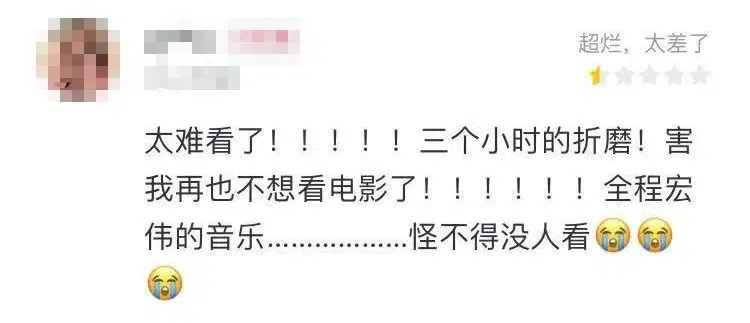 超烂，太差了
太难看了！！！！！三个小时的折磨！害
我再也不想看电影了！！！！！！全程宏
伟的音乐………………怪不得没人看😭😭
😭